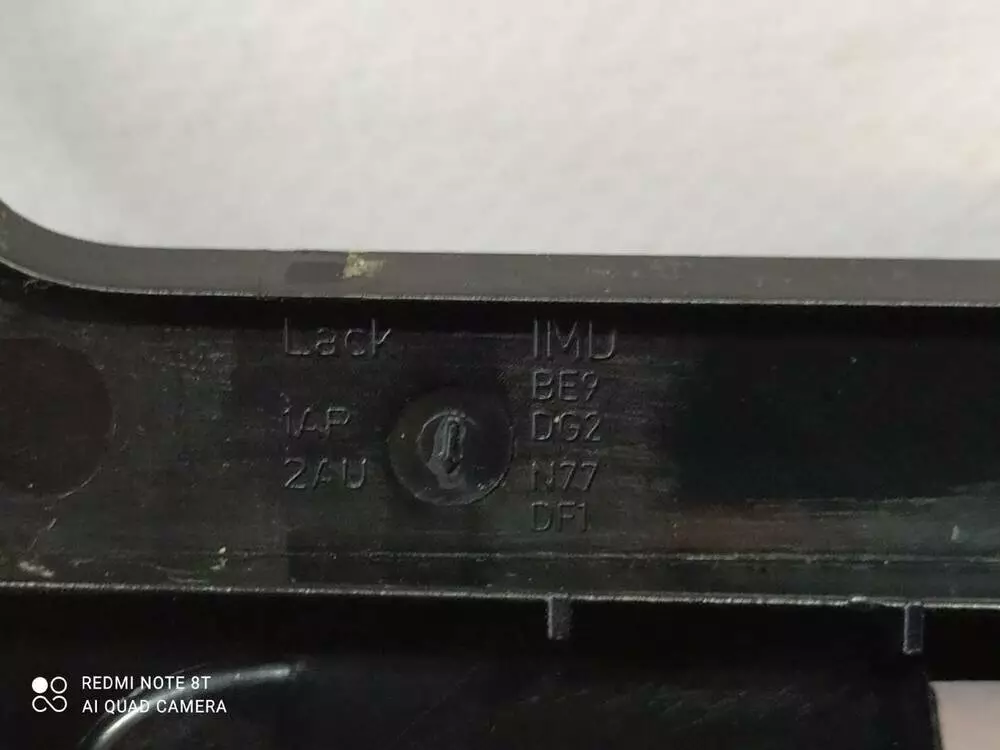 Lack
1AP
2AU
IMD
BE9
DG2
N77
DF1
REDMI NOTE 8T
AI QUAD CAMERA